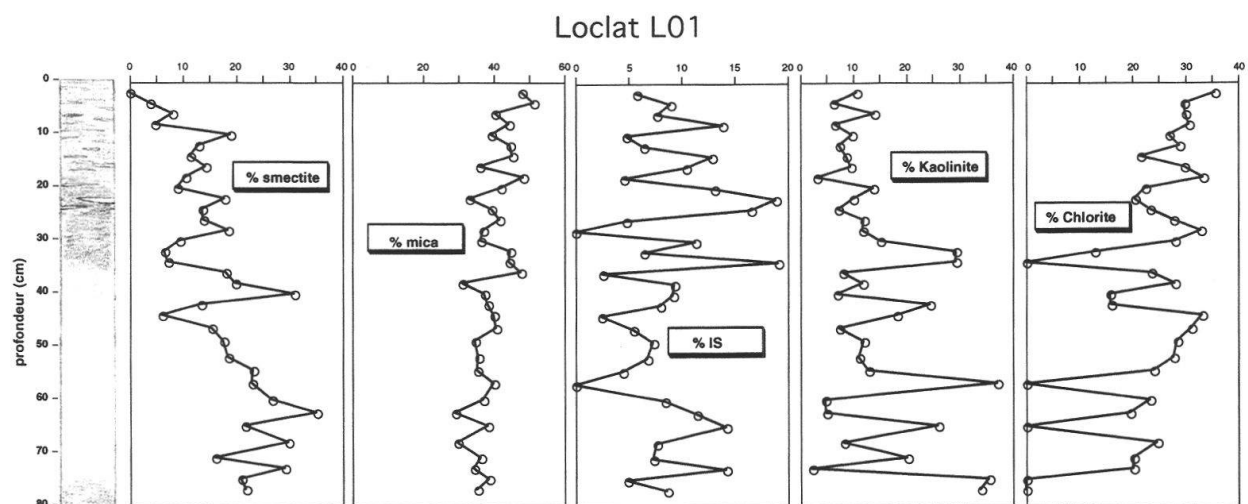 Loclat L01
0 10 20 30 40
0 20 40 60
0 5 10 15 20
0 10 20 30 40
0 10 20 30 40
profondeur (cm)
0
10
20
30
40
50
60
70
80
% smectite
% mica
% IS
% Kaolinite
% Chlorite